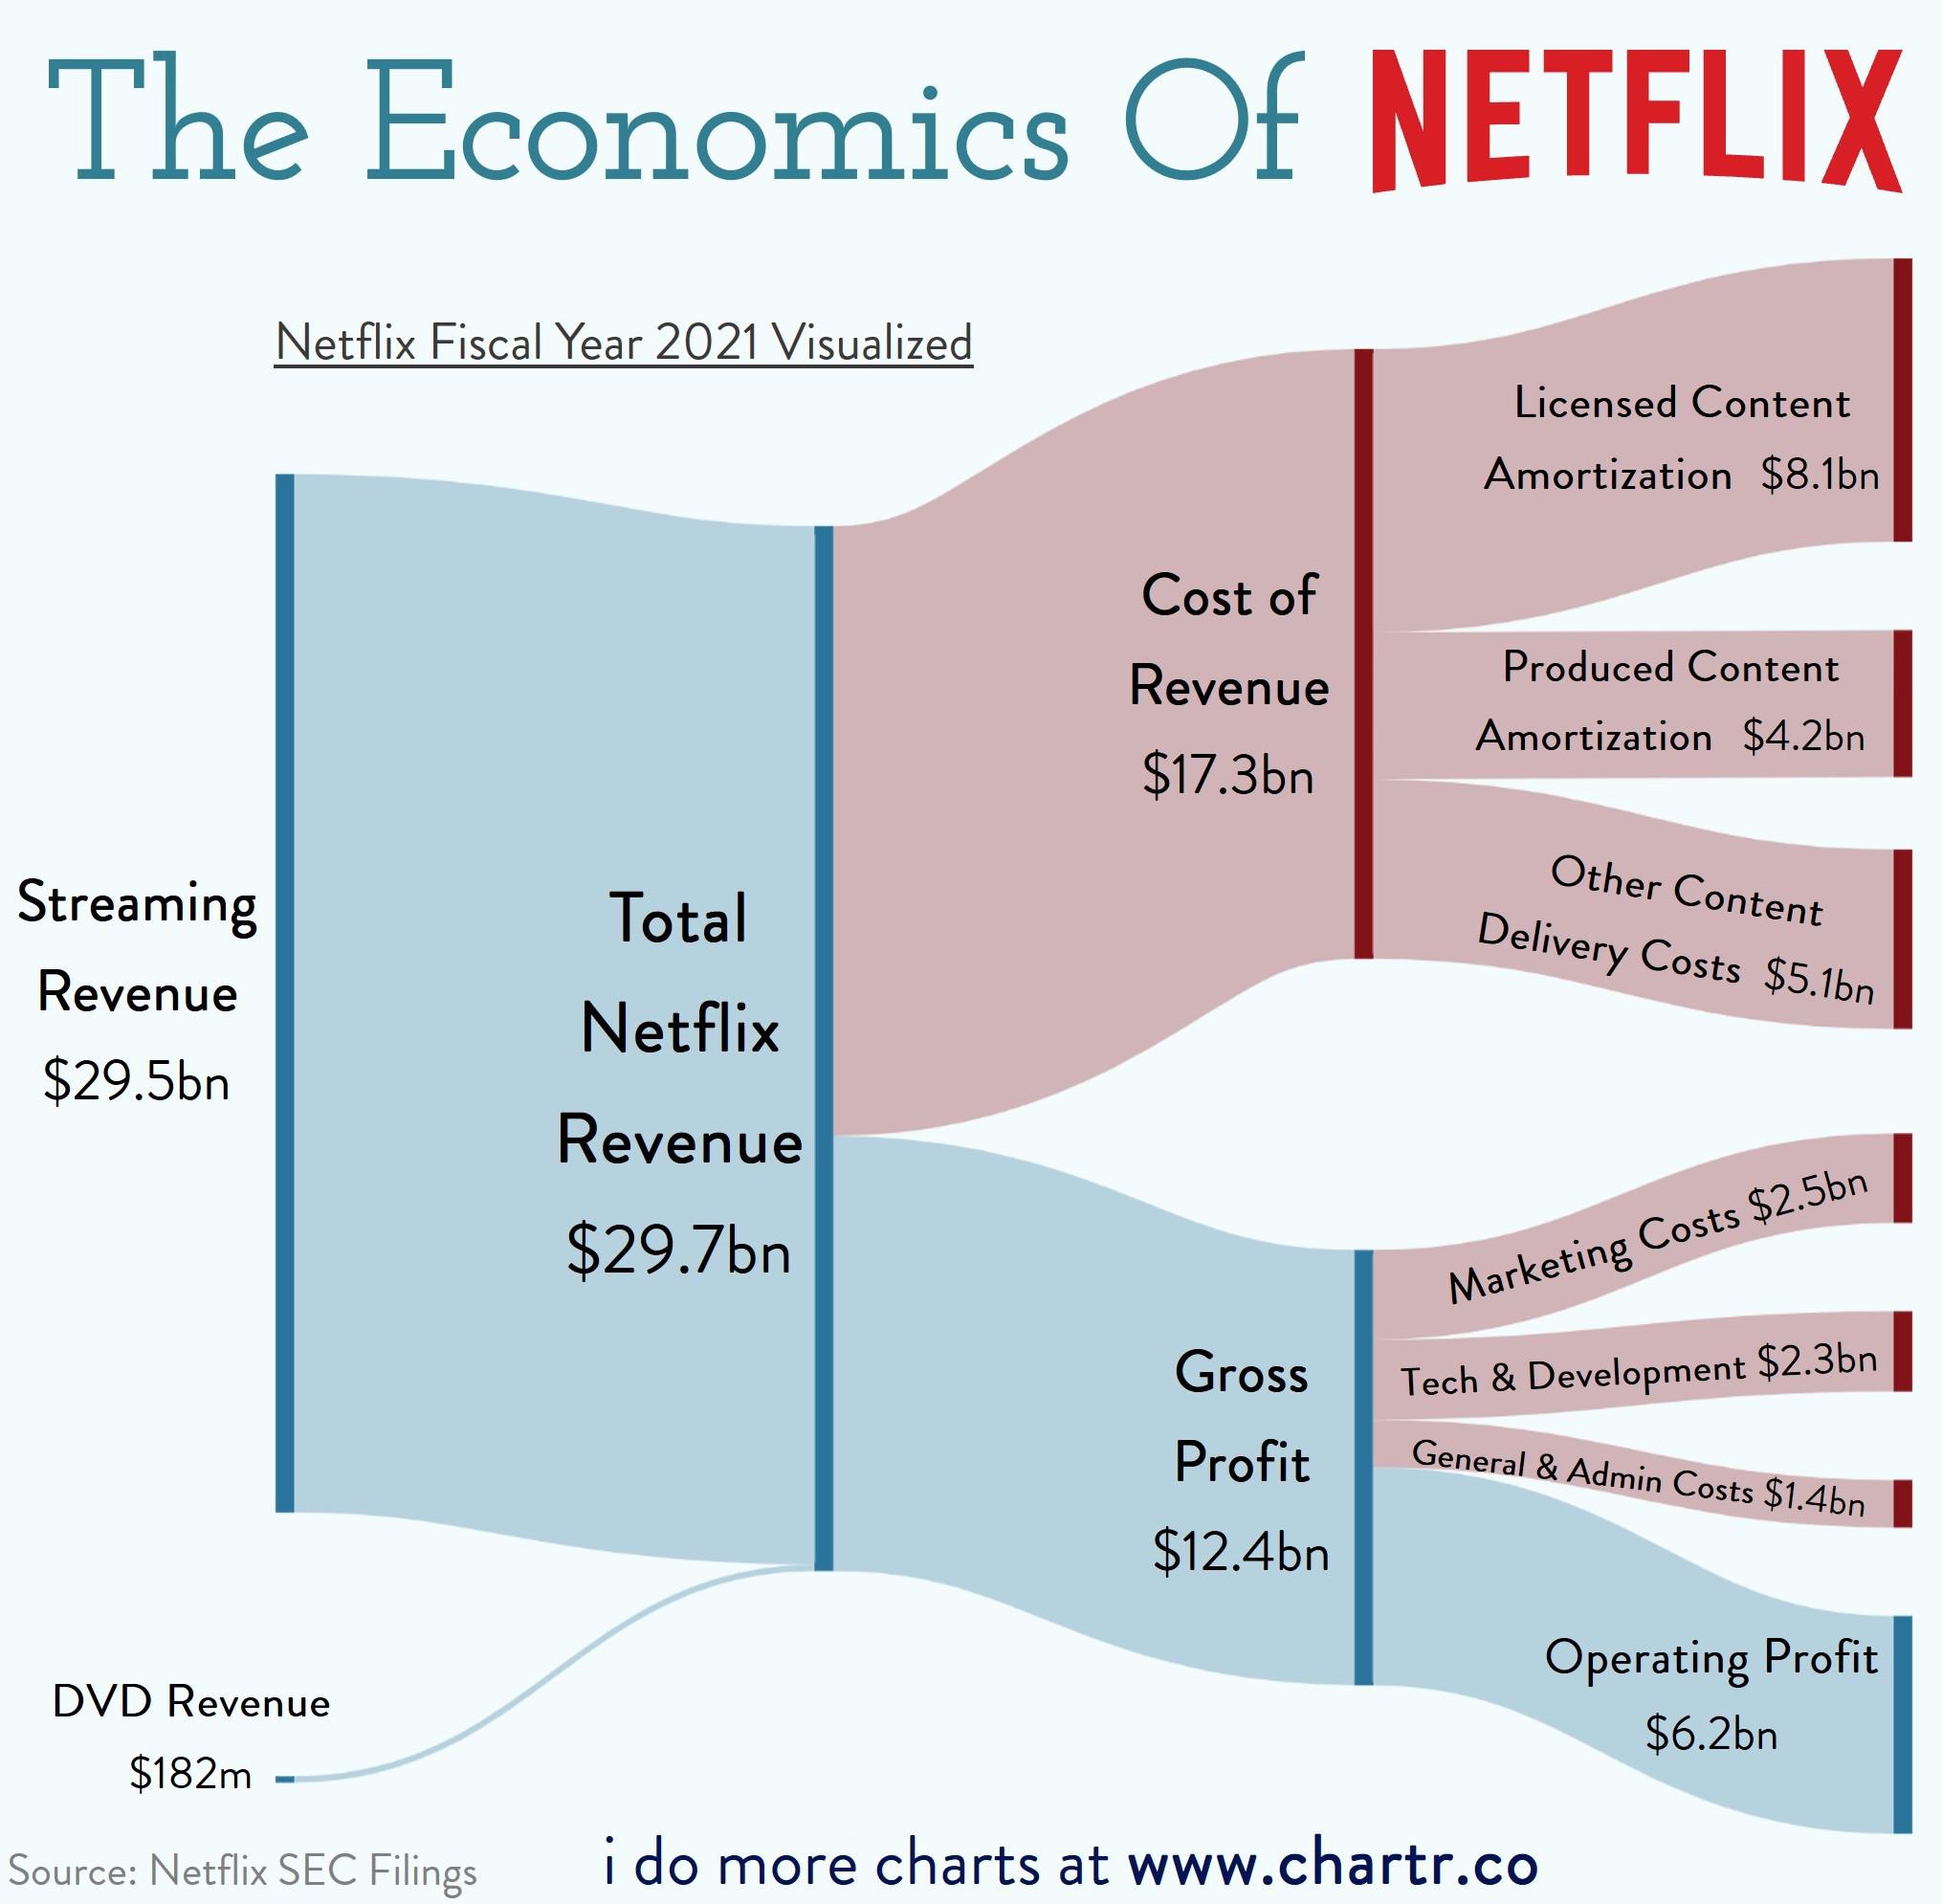 The Economics Of NETFLIX
Netflix Fiscal Year 2021 Visualized
Streaming
Revenue
$29.5bn
DVD Revenue
$182m
Total
Netflix
Revenue
$29.7bn
Cost of
Revenue
$17.3bn
Gross
Profit
$12.4bn
Licensed Content
Amortization $8.1bn
Produced Content
Amortization $4.2bn
Other Content
Delivery Costs $5.1bn
Marketing Costs $2.5bn
Tech & Development $2.3bn
General & Admin Costs $1.4bn
Operating Profit
$6.2bn
Source: Netflix SEC Filings
i do more charts at www.chartr.co